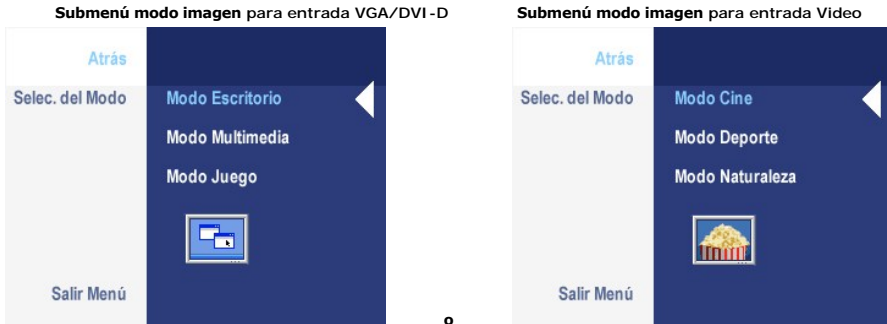 Submenú modo imagen para entrada VGA/DVI-D
Atrás
Selec. del Modo
Modo Escritorio
Modo Multimedia
Modo Juego
Salir Menú
o
Submenú modo imagen para entrada Video
Atrás
Selec. del Modo
Modo Cine
Modo Deporte
Modo Naturaleza
Salir Menú